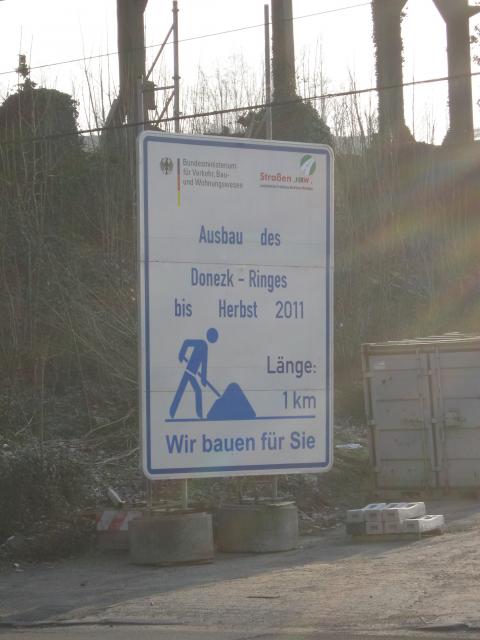 Bundesministerium
für Verkehr, Bau-
und Wohnungswesen
Straßen.NRW.
Ausbau des
Donezk - Ringes
bis Herbst 2011
Länge:
1 km
Wir bauen für Sie